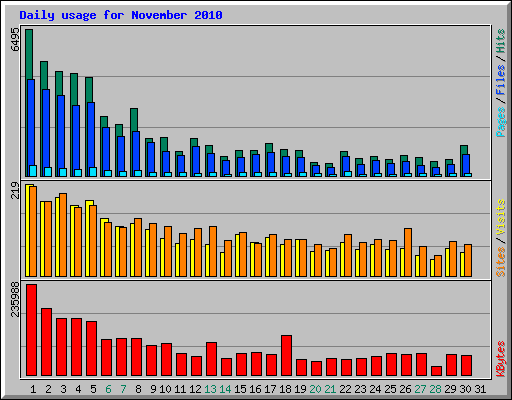 Daily usage for November 2010
6495
Pages / Files / Hits
219
Sites / Visits
235988
KBytes
1 2 3 4 5 6 7 8 9 10 11 12 13 14 15 16 17 18 19 20 21 22 23 24 25 26 27 28 29 30 31